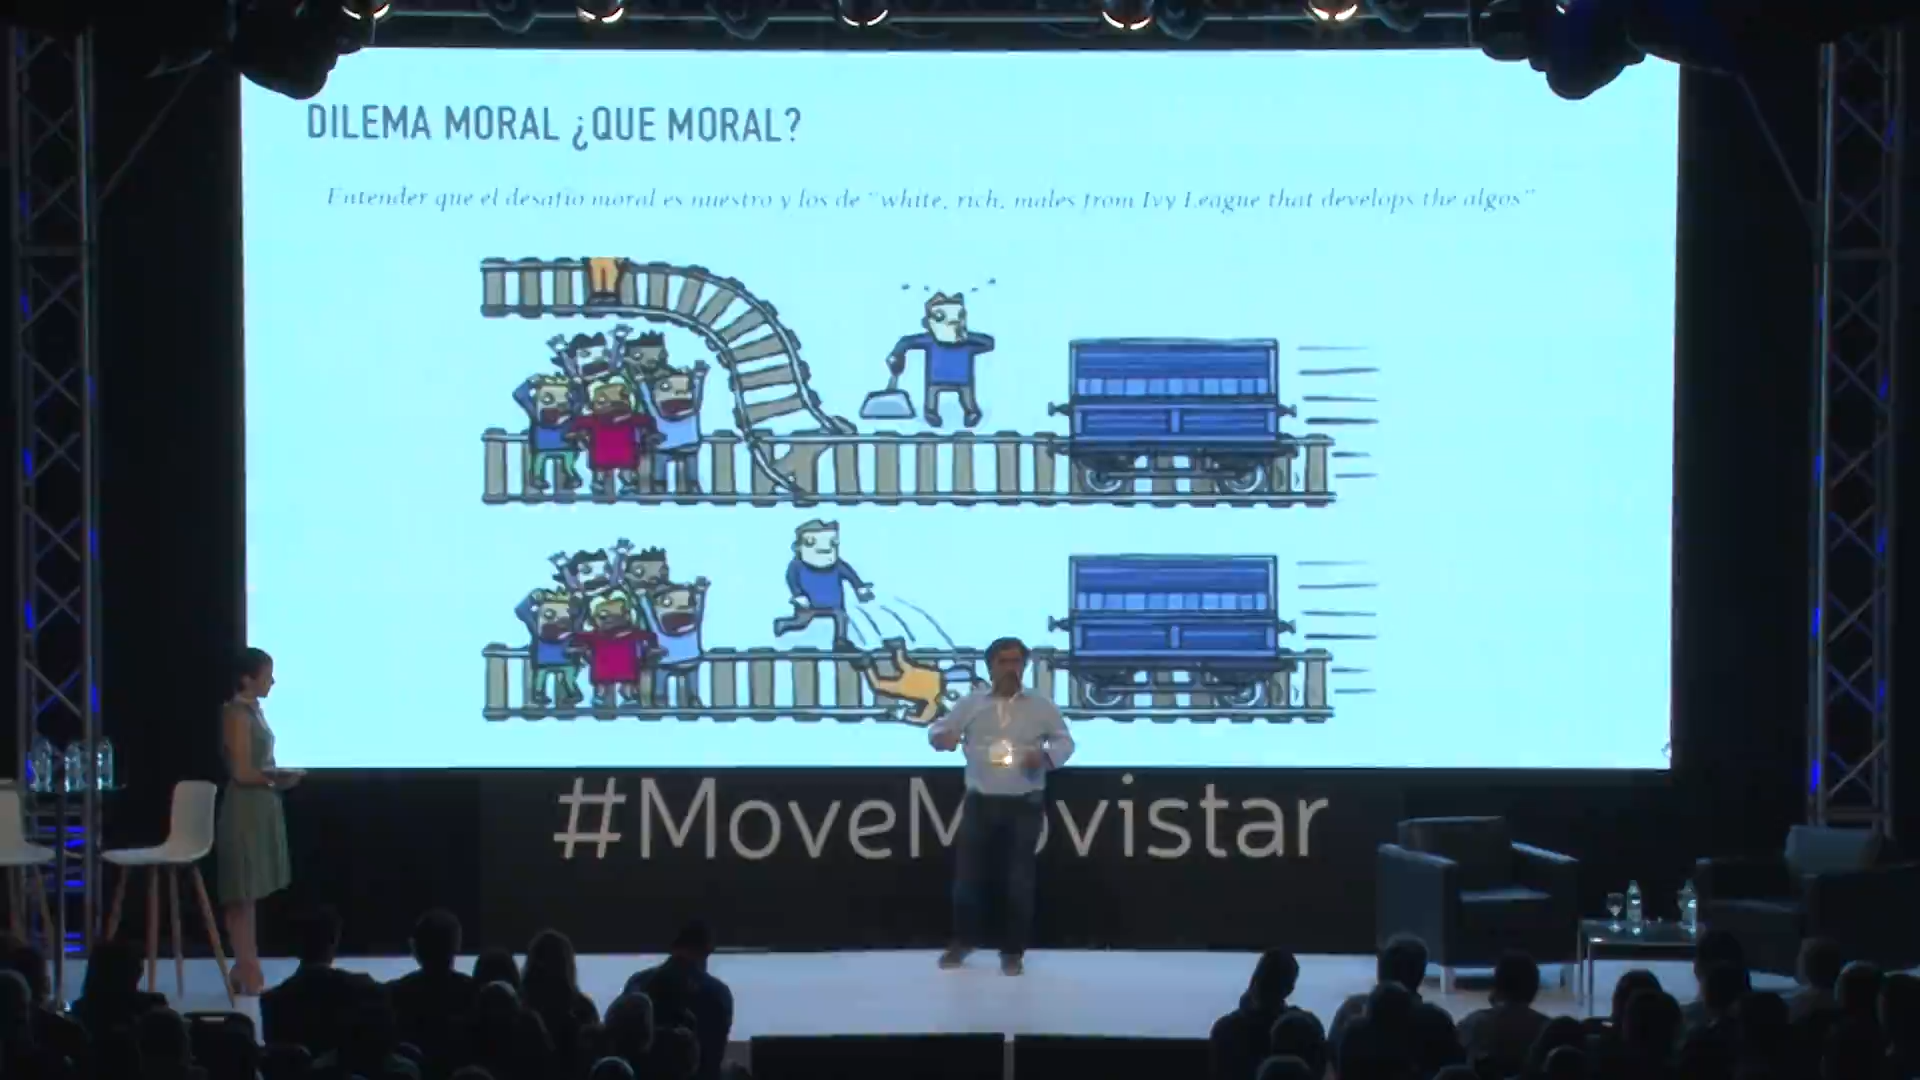 DILEMA MORAL ¿QUE MORAL?
Entender que el desafío moral es nuestro y los de "white, rich, males from Ivy League that develops the algos"
#MoveMovistar